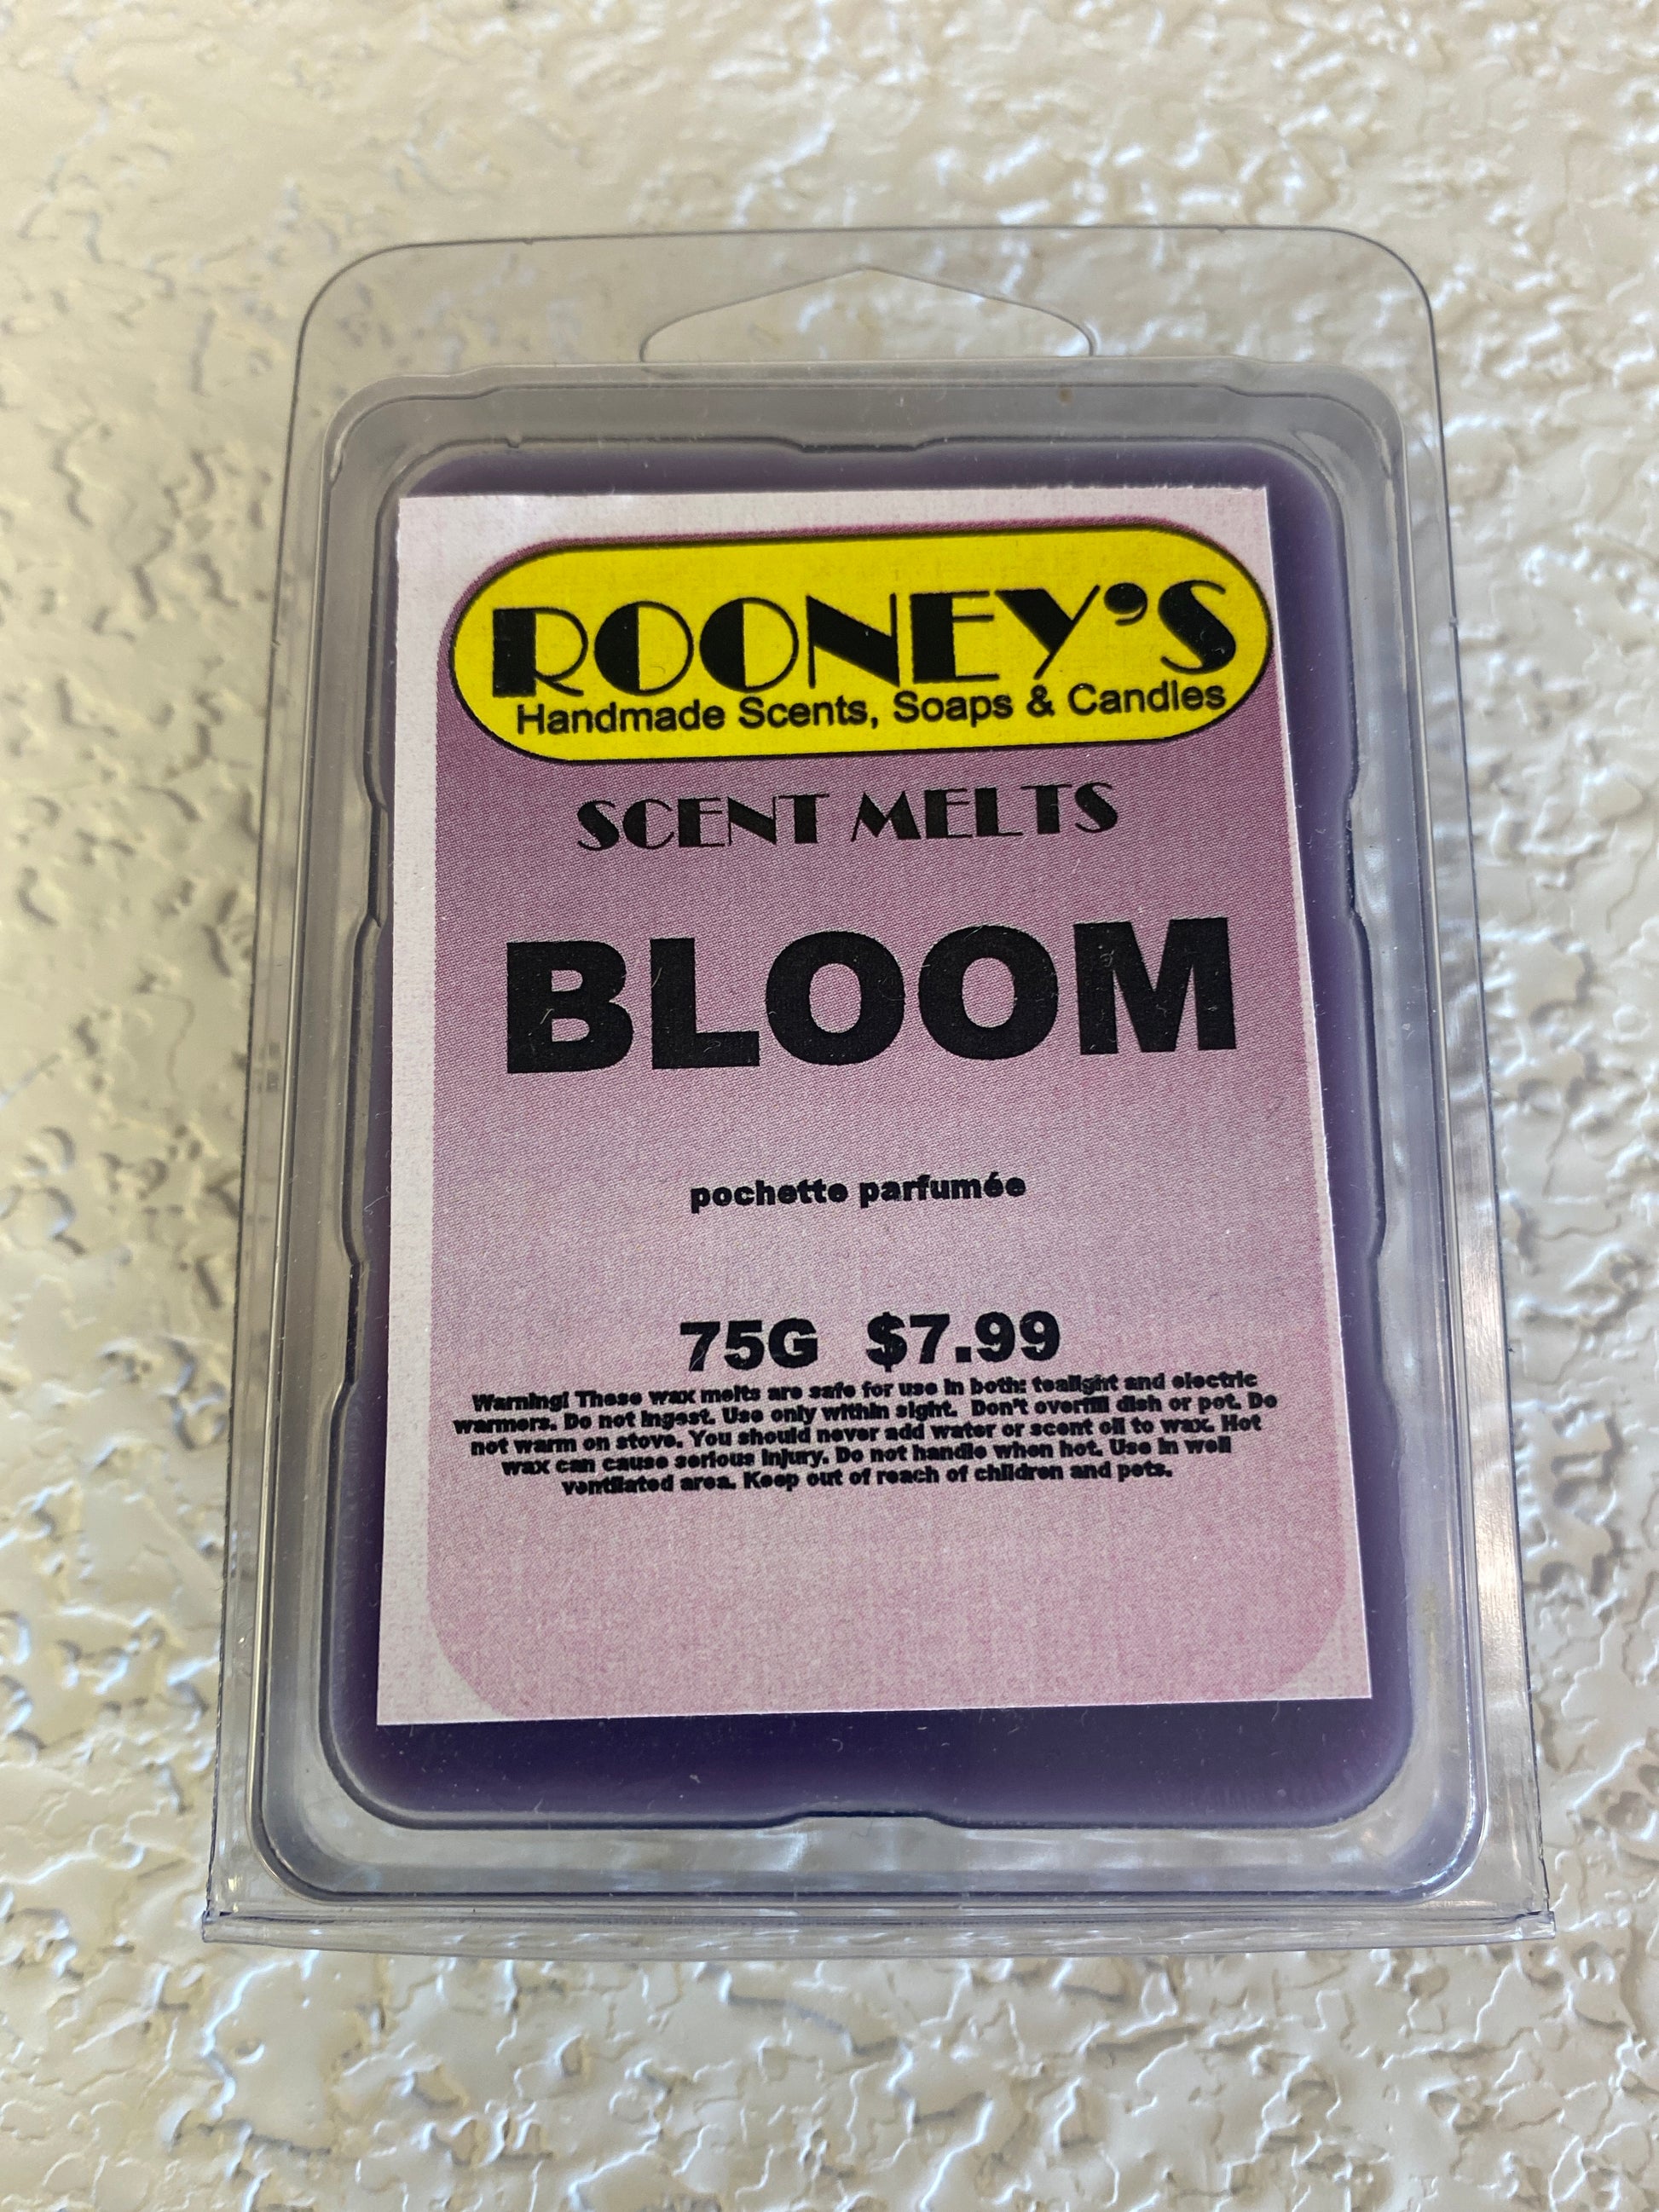 ROONEY'S
Handmade Scents, Soaps & Candles
SCENT MELTS
BLOOM
pochette parfumée
75G $7.99
Warning! These wax melts are safe for use in both: tealight and electric
warmers. Do not ingest. Use only within sight. Don't overfill dish or pot. Do
not warm on stove. You should never add water or scent oil to wax. Hot
wax can cause serious injury. Do not handle when hot. Use in well
ventilated area. Keep out of reach of children and pets.